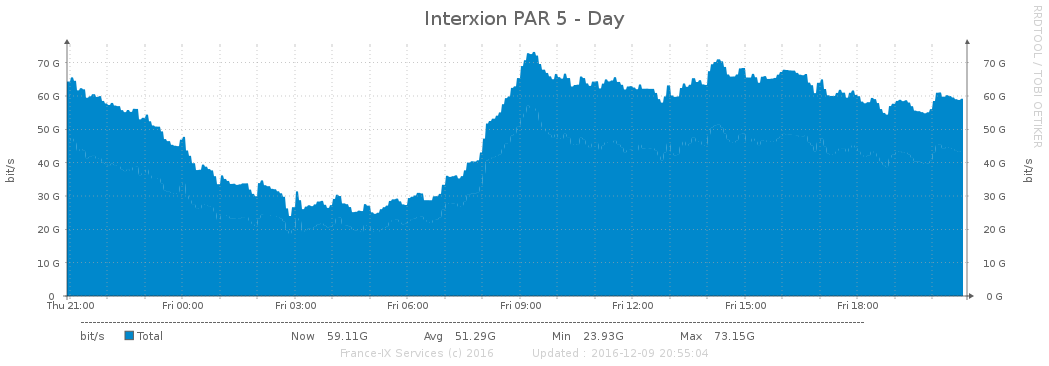 Interxion PAR 5 - Day
RRDTOOL / TOBI OETIKER
70 G 70 G
60 G 60 G
50 G 50 G
40 G 40 G
30 G 30 G
20 G 20 G
10 G 10 G
0 0 G
bit/s
bit/s
Thu 21:00 Fri 00:00 Fri 03:00 Fri 06:00 Fri 09:00 Fri 12:00 Fri 15:00 Fri 18:00
bit/s Total Now 59.11G Avg 51.29G Min 23.93G Max 73.15G
France-IX Services (c) 2016 Updated : 2016-12-09 20:55:04